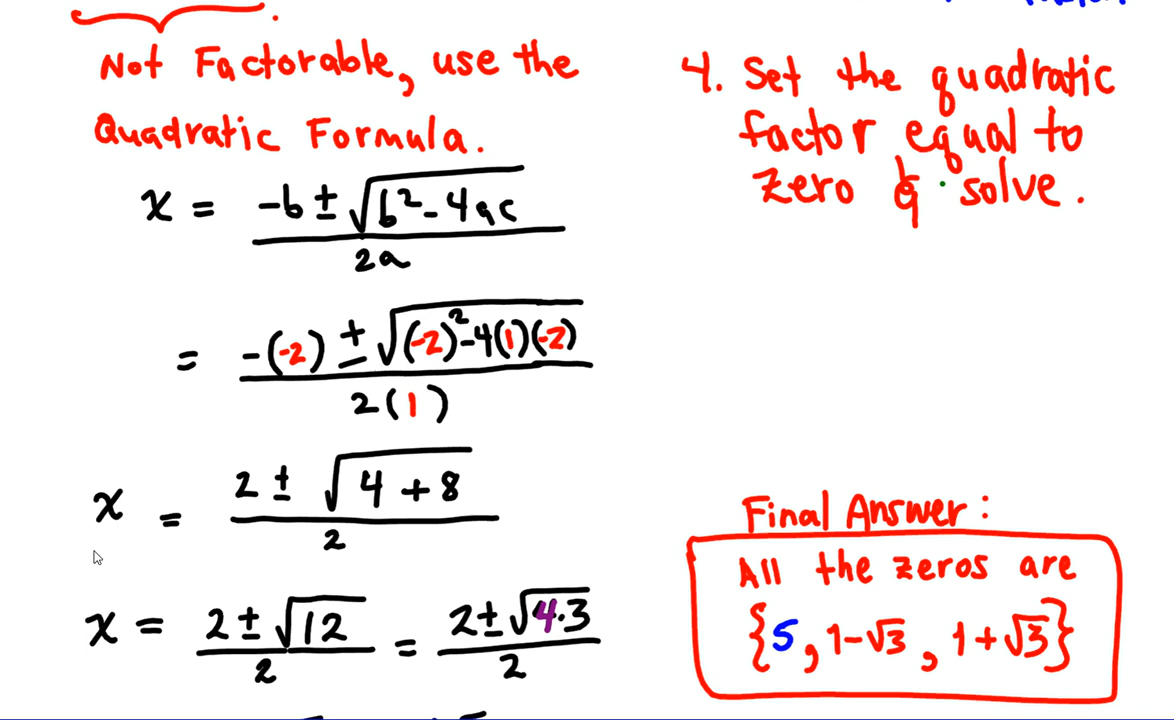 Not Factorable, use the
Quadratic Formula.
x = (-b ± √(b² - 4ac)) / 2a
= (-(-2) ± √((-2)² - 4(1)(-2))) / 2(1)
x = (2 ± √(4 + 8)) / 2
x = (2 ± √12) / 2 = (2 ± √(4·3)) / 2
4. Set the quadratic
factor equal to
zero & solve.
Final Answer:
All the zeros are
{5, 1-√3, 1+√3}